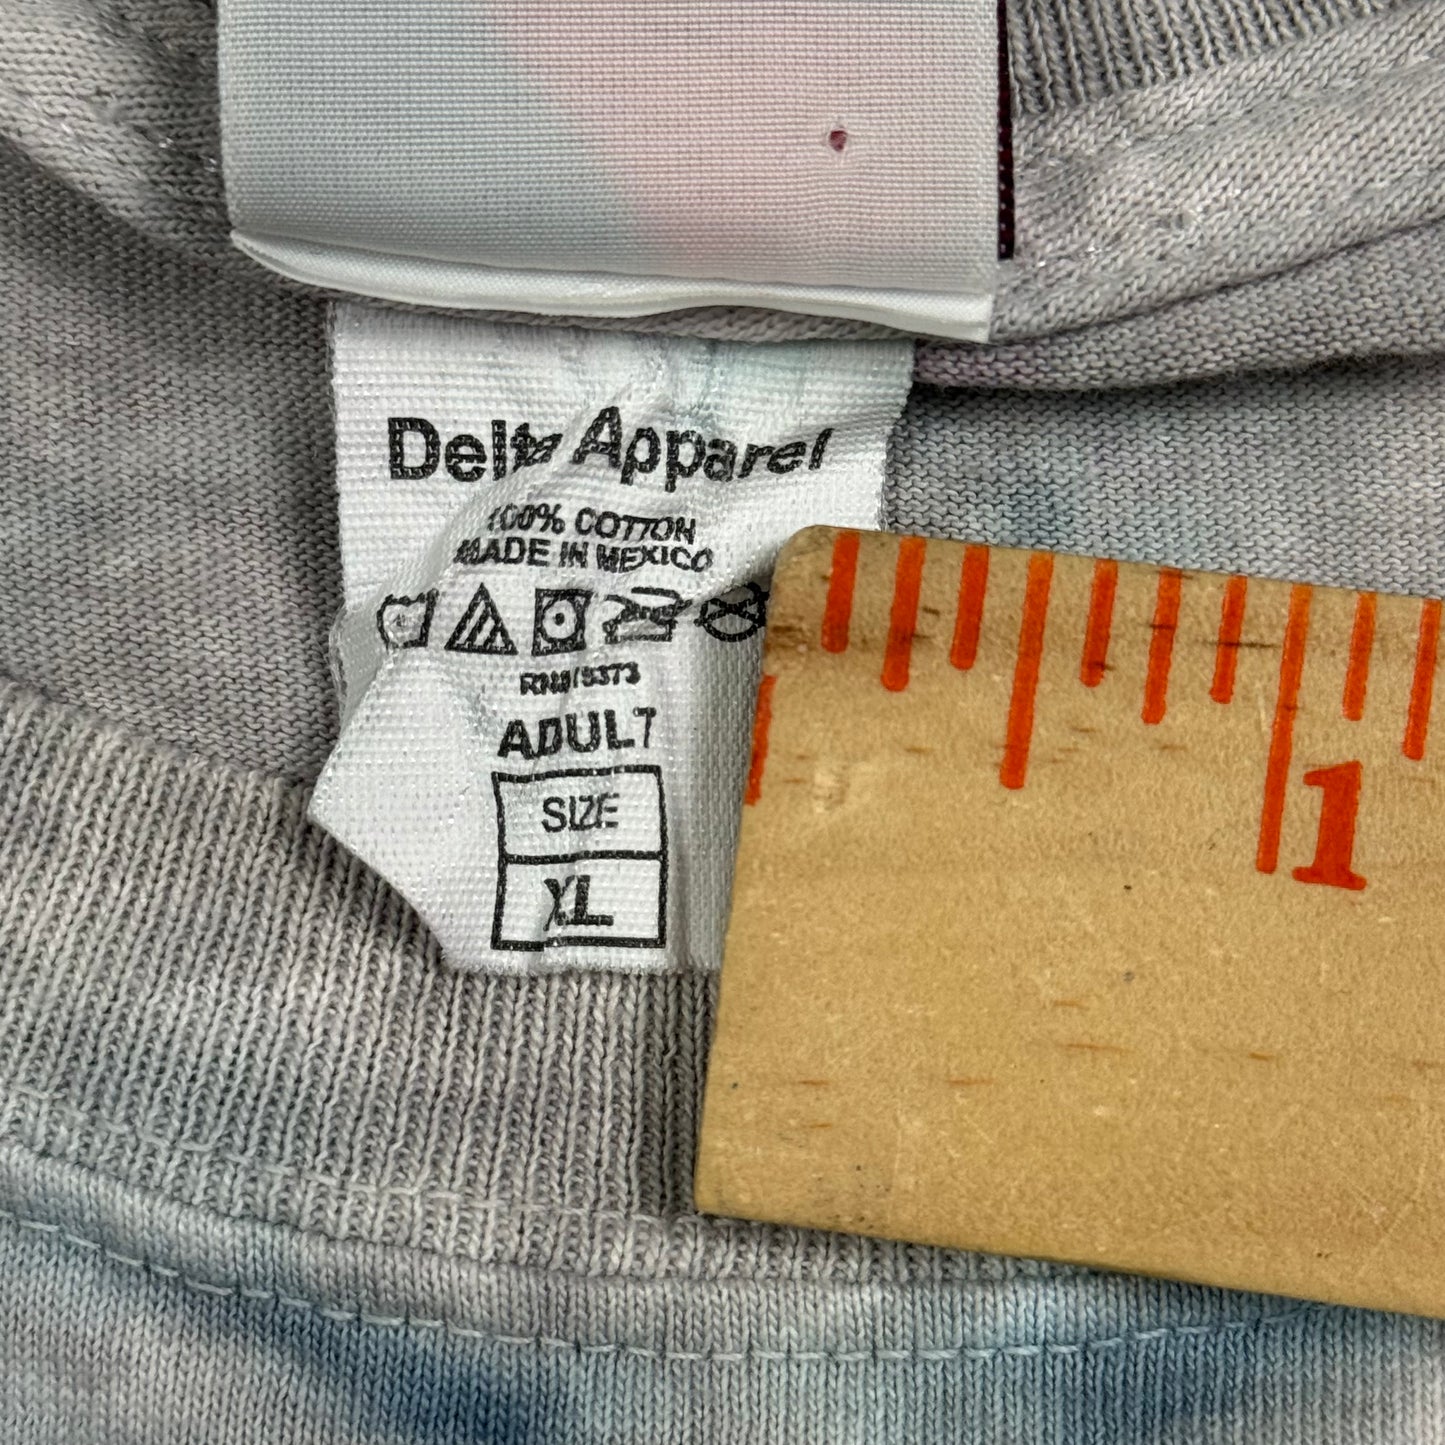 Delta Apparel
100% COTTON
MADE IN MEXICO
ADULT
SIZE
XL
1